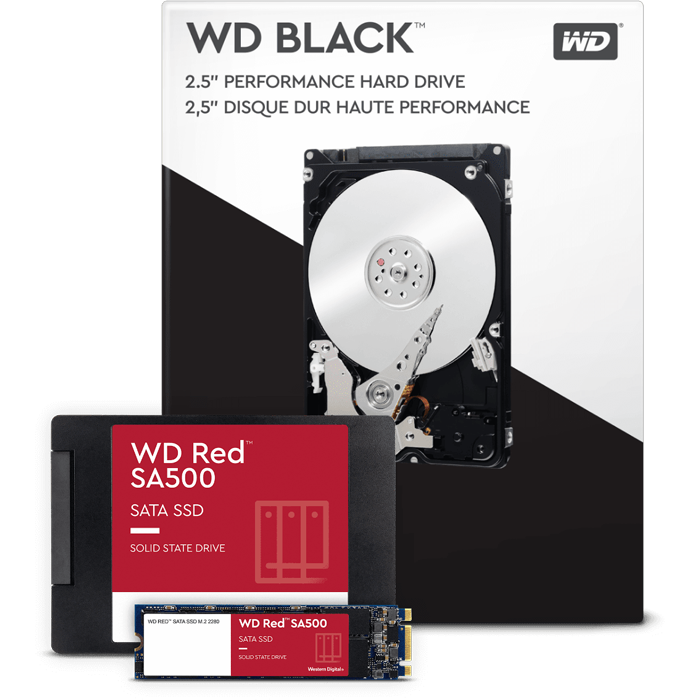 WD BLACK™
WD®
2.5" PERFORMANCE HARD DRIVE
2,5" DISQUE DUR HAUTE PERFORMANCE
WD Red™
SA500
SATA SSD
SOLID STATE DRIVE
WD RED™ SATA SSD M.2 2280
WD Red™ SA500
SATA SSD
SOLID STATE DRIVE
Western Digital®